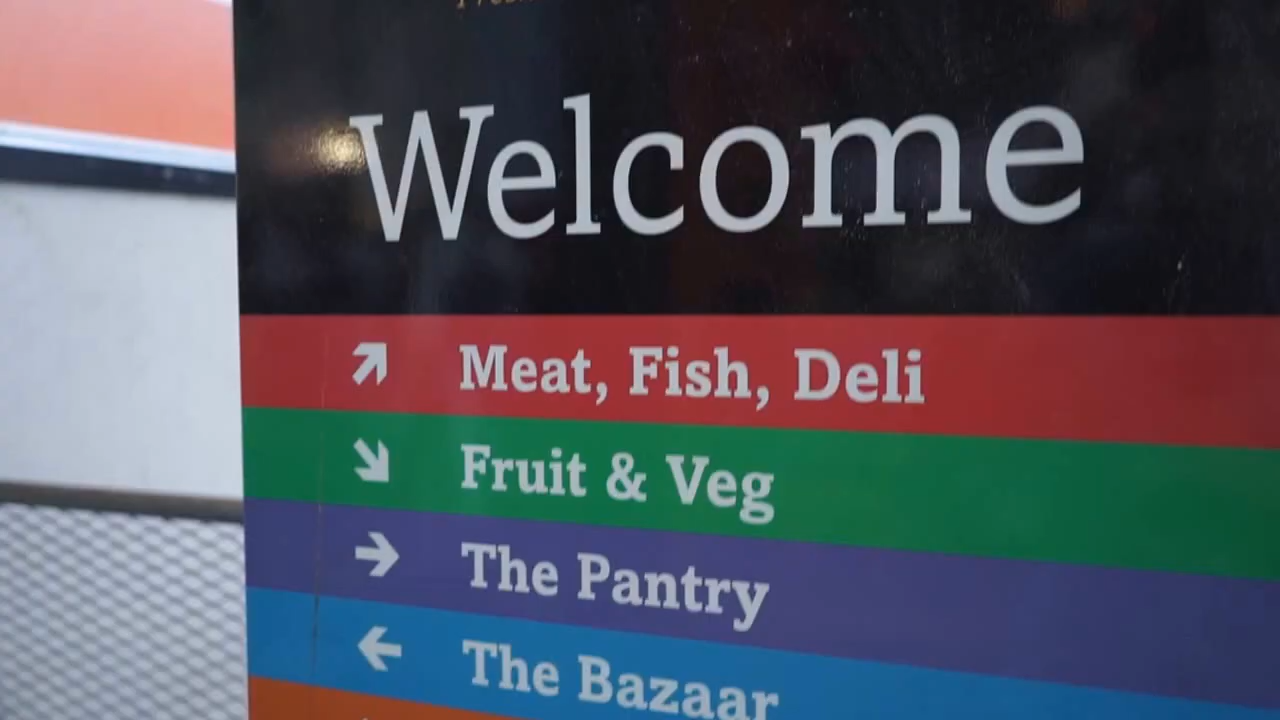 Welcome
Meat, Fish, Deli
Fruit & Veg
The Pantry
The Bazaar